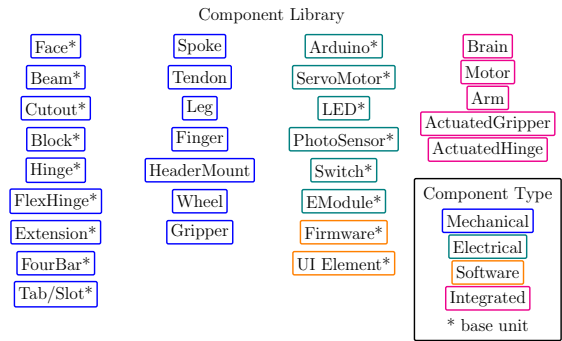 Component Library
Face*
Beam*
Cutout*
Block*
Hinge*
FlexHinge*
Extension*
FourBar*
Tab/Slot*
Spoke
Tendon
Leg
Finger
HeaderMount
Wheel
Gripper
Arduino*
ServoMotor*
LED*
PhotoSensor*
Switch*
EModule*
Firmware*
UI Element*
Brain
Motor
Arm
ActuatedGripper
ActuatedHinge
Component Type
Mechanical
Electrical
Software
Integrated
* base unit